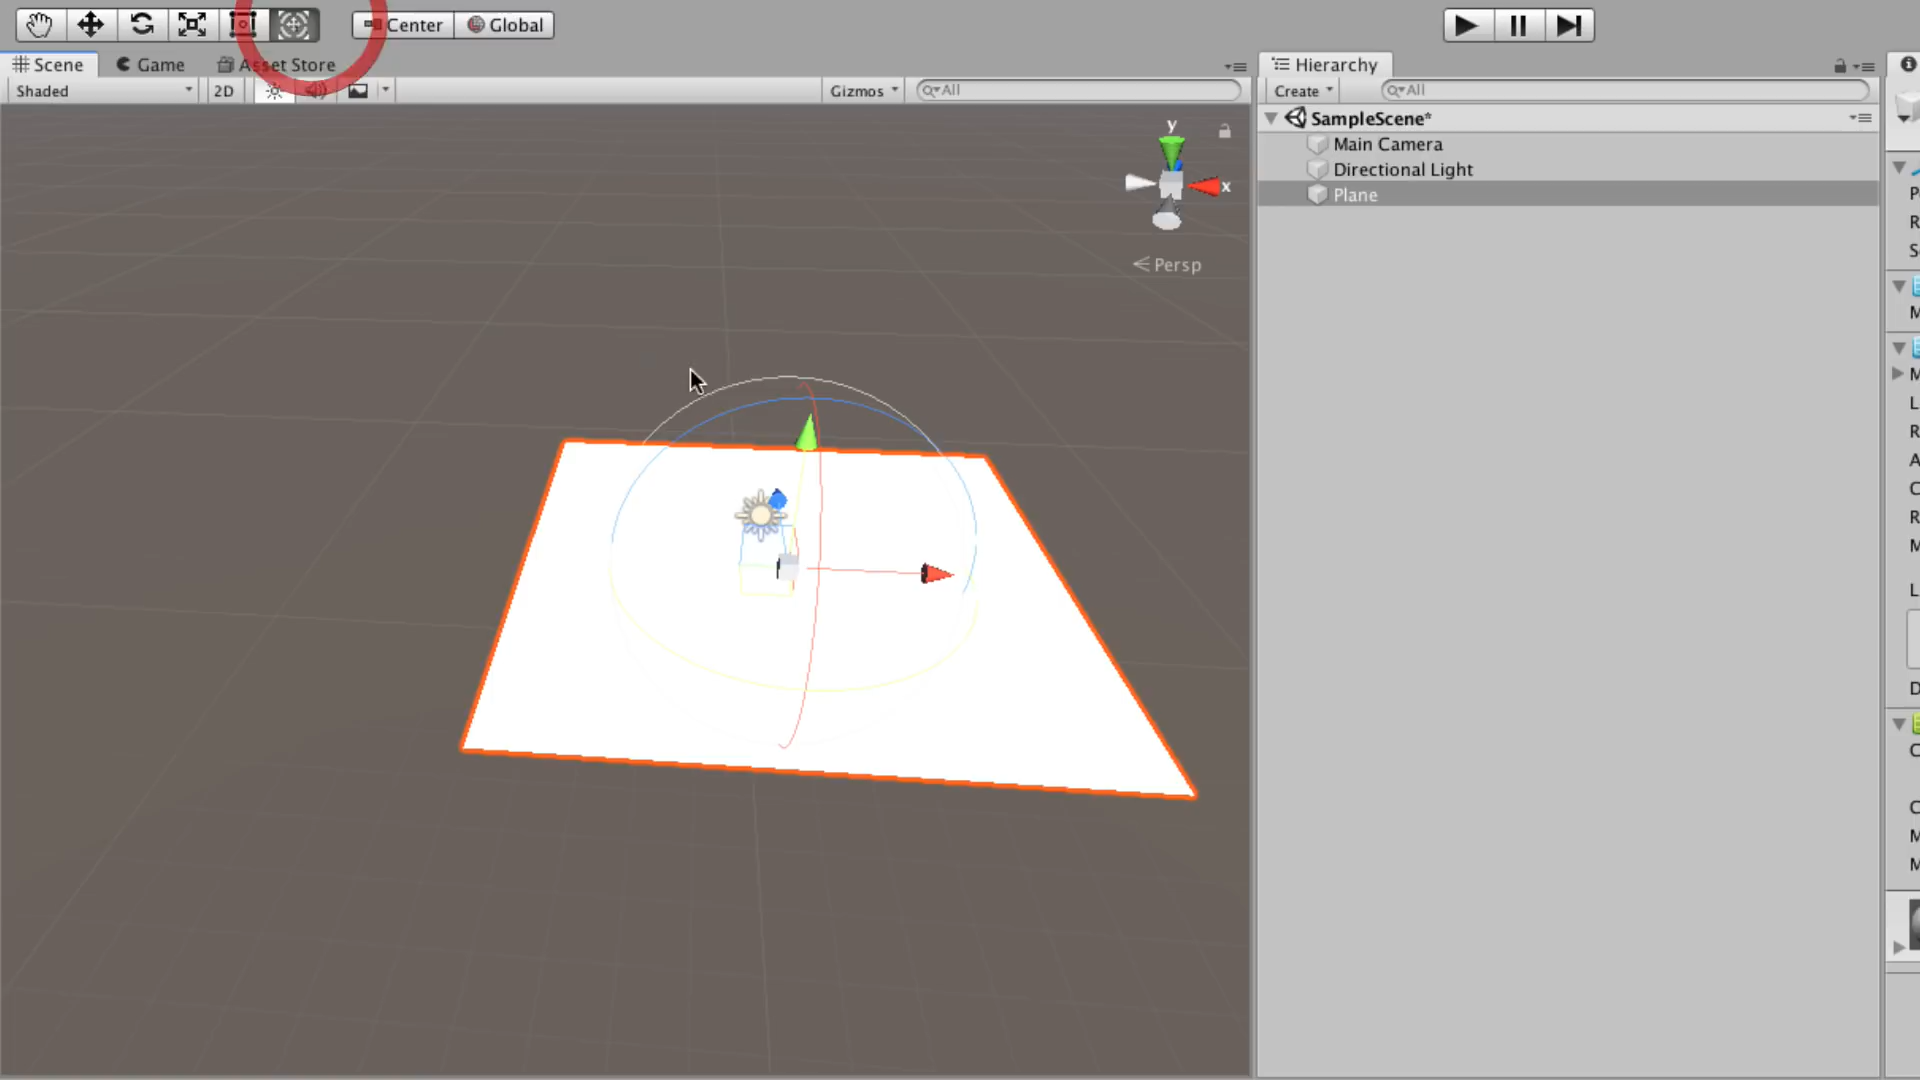 Center Global
Scene Game Asset Store Hierarchy
Shaded 2D Gizmos All Create All
SampleScene*
Main Camera
Directional Light
Plane
y
x
Persp